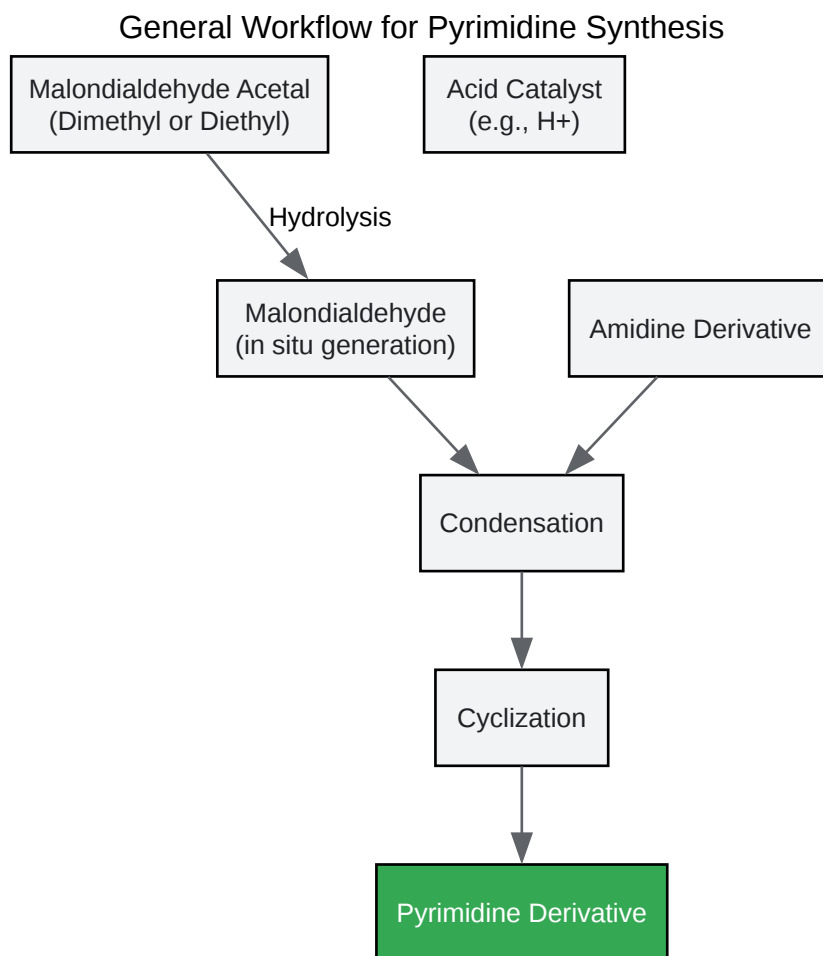 General Workflow for Pyrimidine Synthesis
Malondialdehyde Acetal
(Dimethyl or Diethyl)
Acid Catalyst
(e.g., H+)
Hydrolysis
Malondialdehyde
(in situ generation)
Amidine Derivative
Condensation
Cyclization
Pyrimidine Derivative